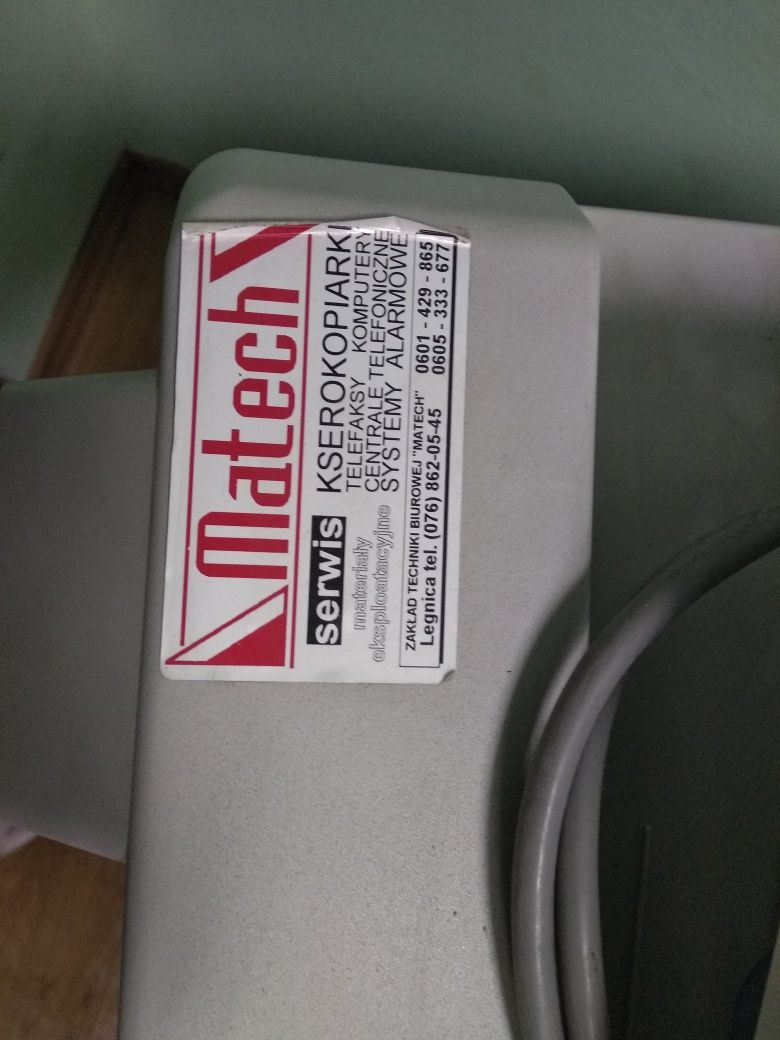 Matech
serwis KSEROKOPIARKI
TELEFAKSY KOMPUTERY
materiały CENTRALE TELEFONICZNE
eksploatacyjne SYSTEMY ALARMOWE
ZAKŁAD TECHNIKI BIUROWEJ "MATECH" 0601 - 429 - 865
Legnica tel. (076) 862-05-45 0605 - 333 - 677